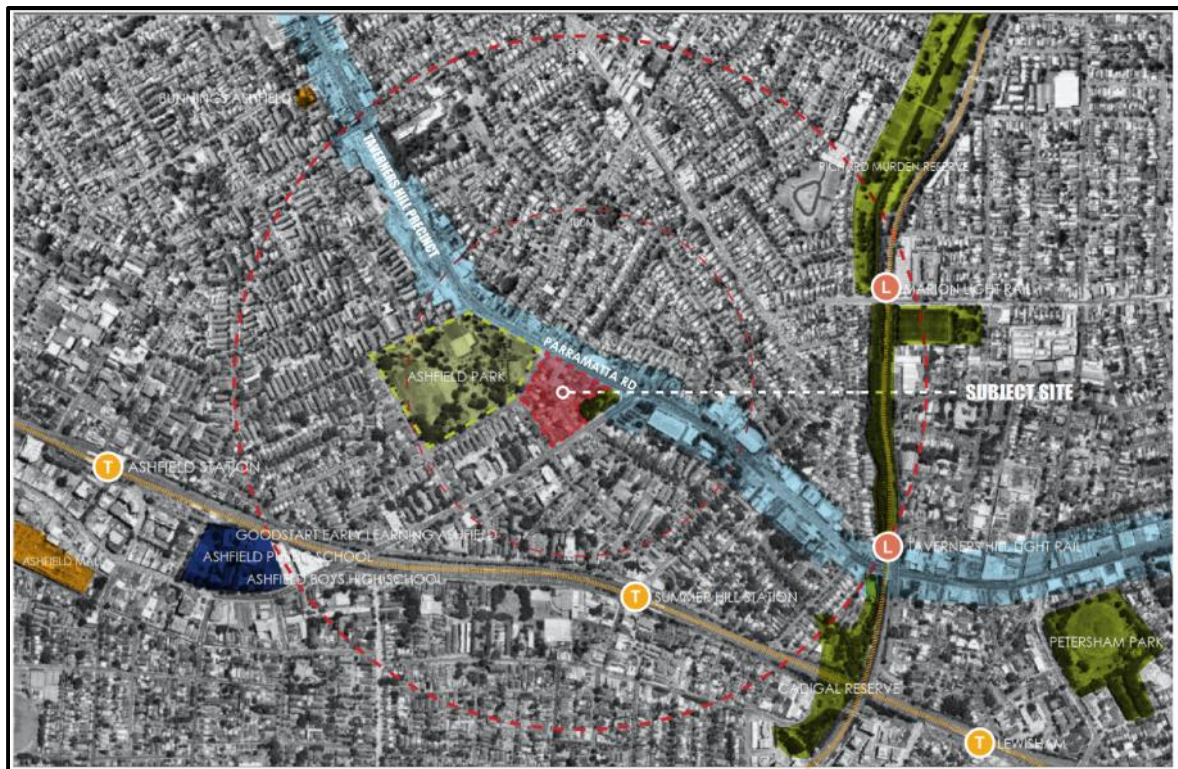 BUNNINGS ASHFIELD
TAVERNERS HILL PRECINCT
RICHARD MURDEN RESERVE
L
MARION LIGHT RAIL
PARRAMATTA RD
ASHFIELD PARK
SUBJECT SITE
T
ASHFIELD STATION
GOODSTART EARLY LEARNING ASHFIELD
ASHFIELD PUBLIC SCHOOL
ASHFIELD MALL
ASHFIELD BOYS HIGH SCHOOL
L
TAVERNERS HILL LIGHT RAIL
T
SUMMER HILL STATION
PETERSHAM PARK
CADIGAL RESERVE
T
LEWISHAM